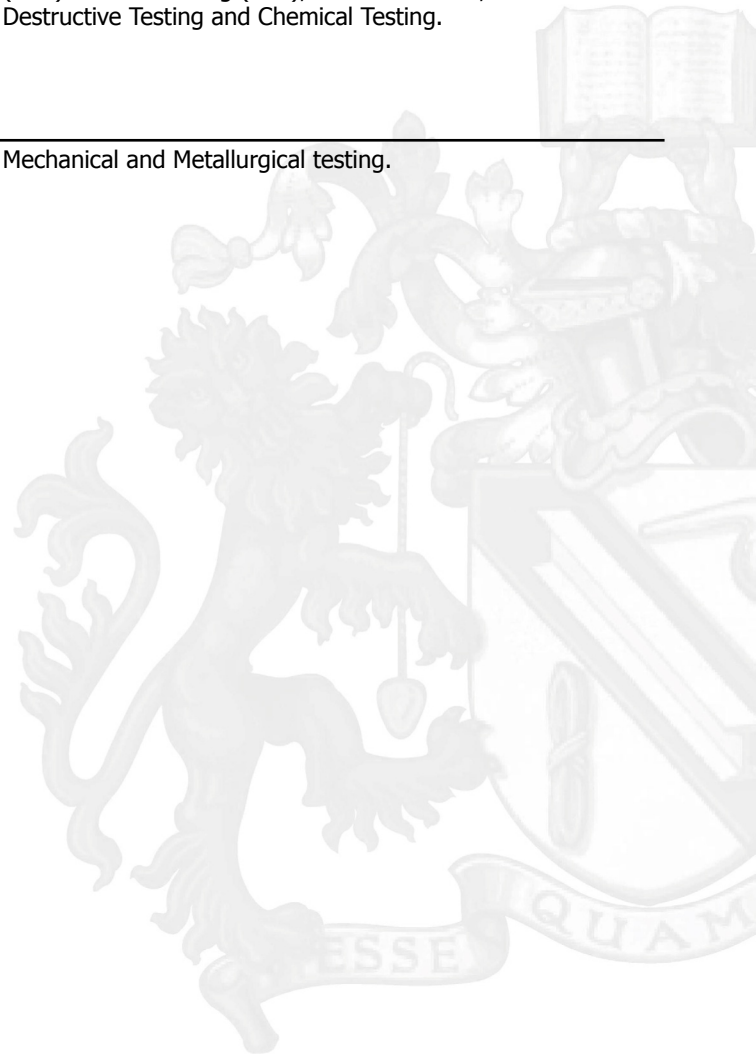 Destructive Testing and Chemical Testing.
Mechanical and Metallurgical testing.
ESSE
QUAM